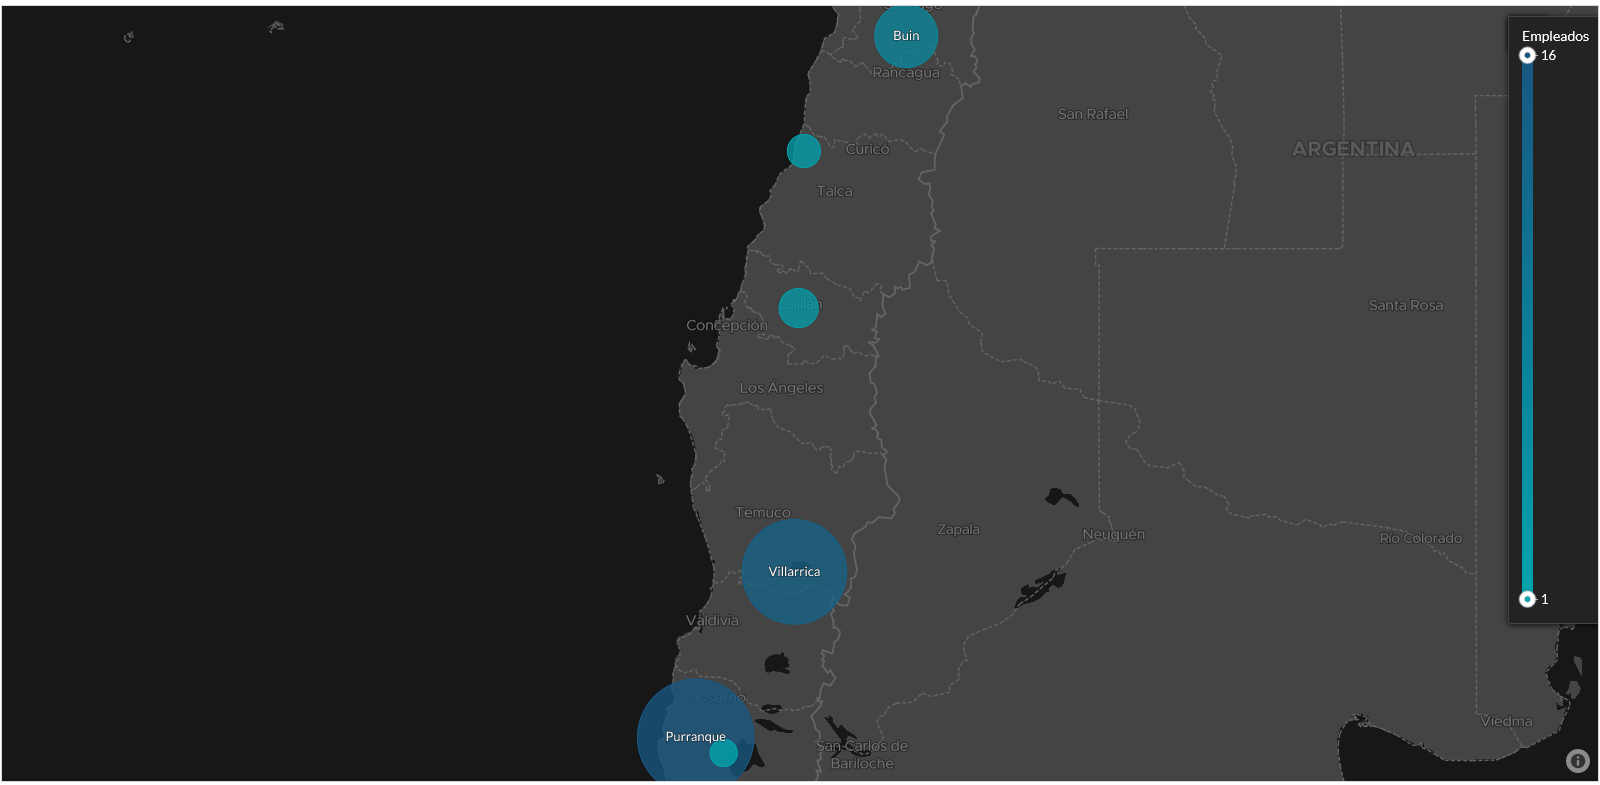 Buin
Rancagua
San Rafael
ARGENTINA
Curicó
Talca
Chillán
Santa Rosa
Concepción
Los Ángeles
Temuco
Zapala
Neuquén
Río Colorado
Villarrica
Valdivia
Osorno
Purranque
San Carlos de
Bariloche
Viedma
Empleados
16
1